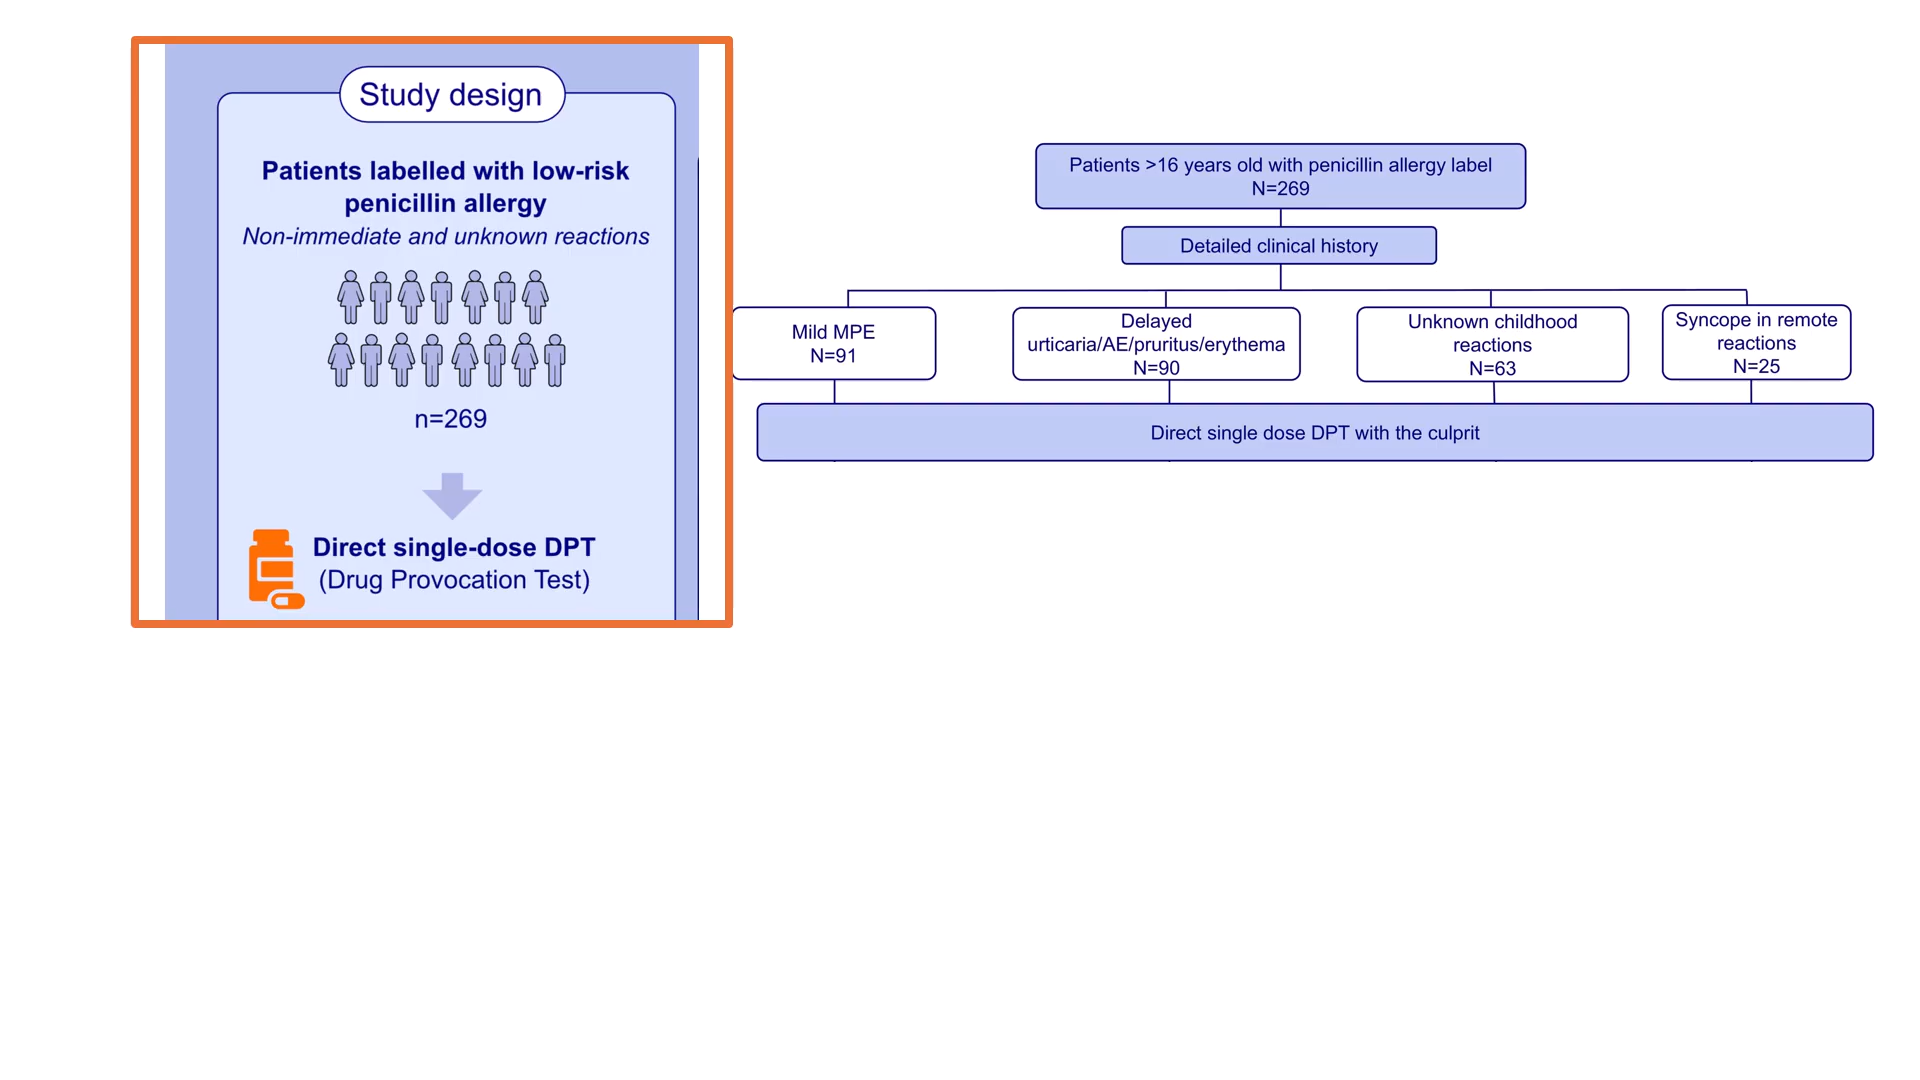 Study design
Patients labelled with low-risk
penicillin allergy
Non-immediate and unknown reactions
n=269
Direct single-dose DPT
(Drug Provocation Test)
Patients >16 years old with penicillin allergy label
N=269
Detailed clinical history
Mild MPE
N=91
Delayed
urticaria/AE/pruritus/erythema
N=90
Unknown childhood
reactions
N=63
Syncope in remote
reactions
N=25
Direct single dose DPT with the culprit